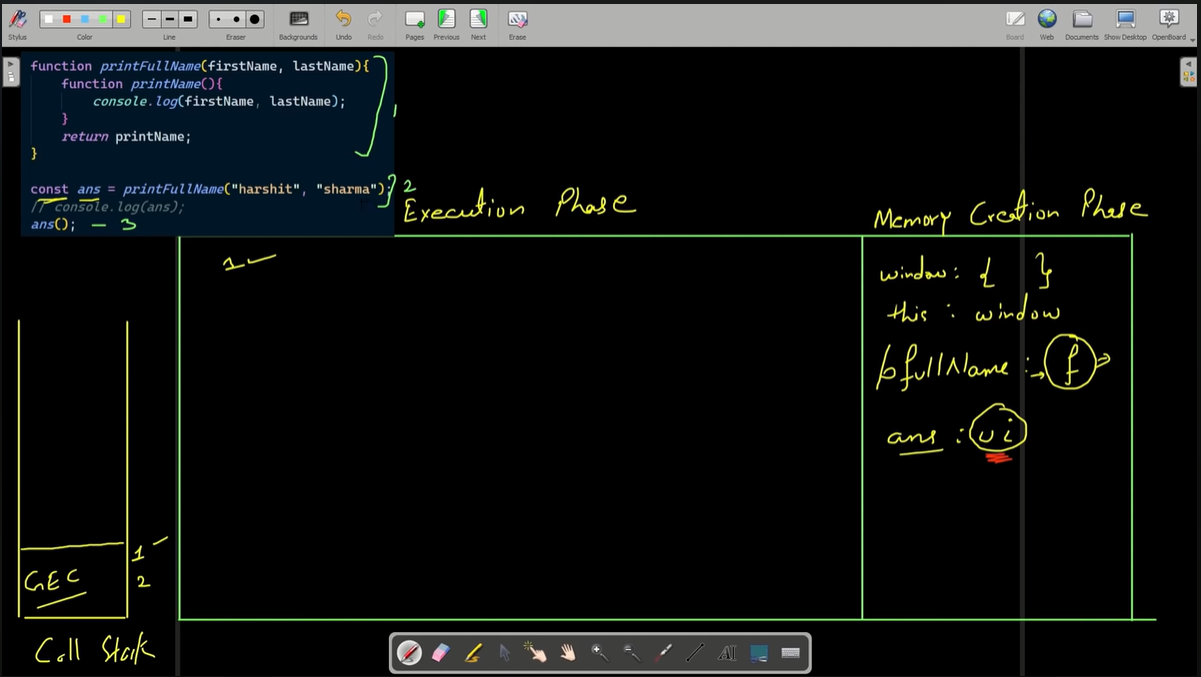 Stylus Color Line Eraser Backgrounds Undo Redo Pages Previous Next Erase Board Web Documents Show Desktop OpenBoard
function printFullName(firstName, lastName){
function printName(){
console.log(firstName, lastName);
}
return printName;
}
1
const ans = printFullName("harshit", "sharma"); 2
// console.log(ans);
ans(); — 3
Execution Phase
Memory Creation Phase
1
window: { }
this : window
pfullName : f
ans : ui
1
GEC 2
Call Stack
AI